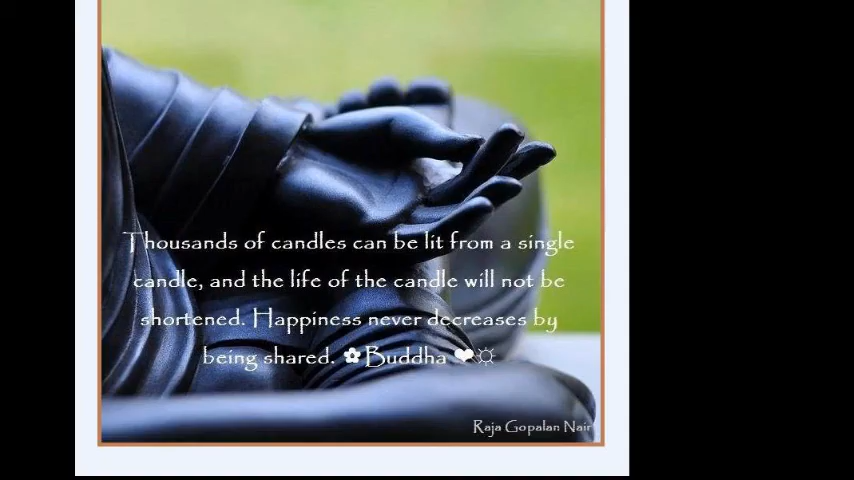 Thousands of candles can be lit from a single
candle, and the life of the candle will not be
shortened. Happiness never decreases by
being shared. ✿Buddha ❤☼
Raja Gopalan Nair